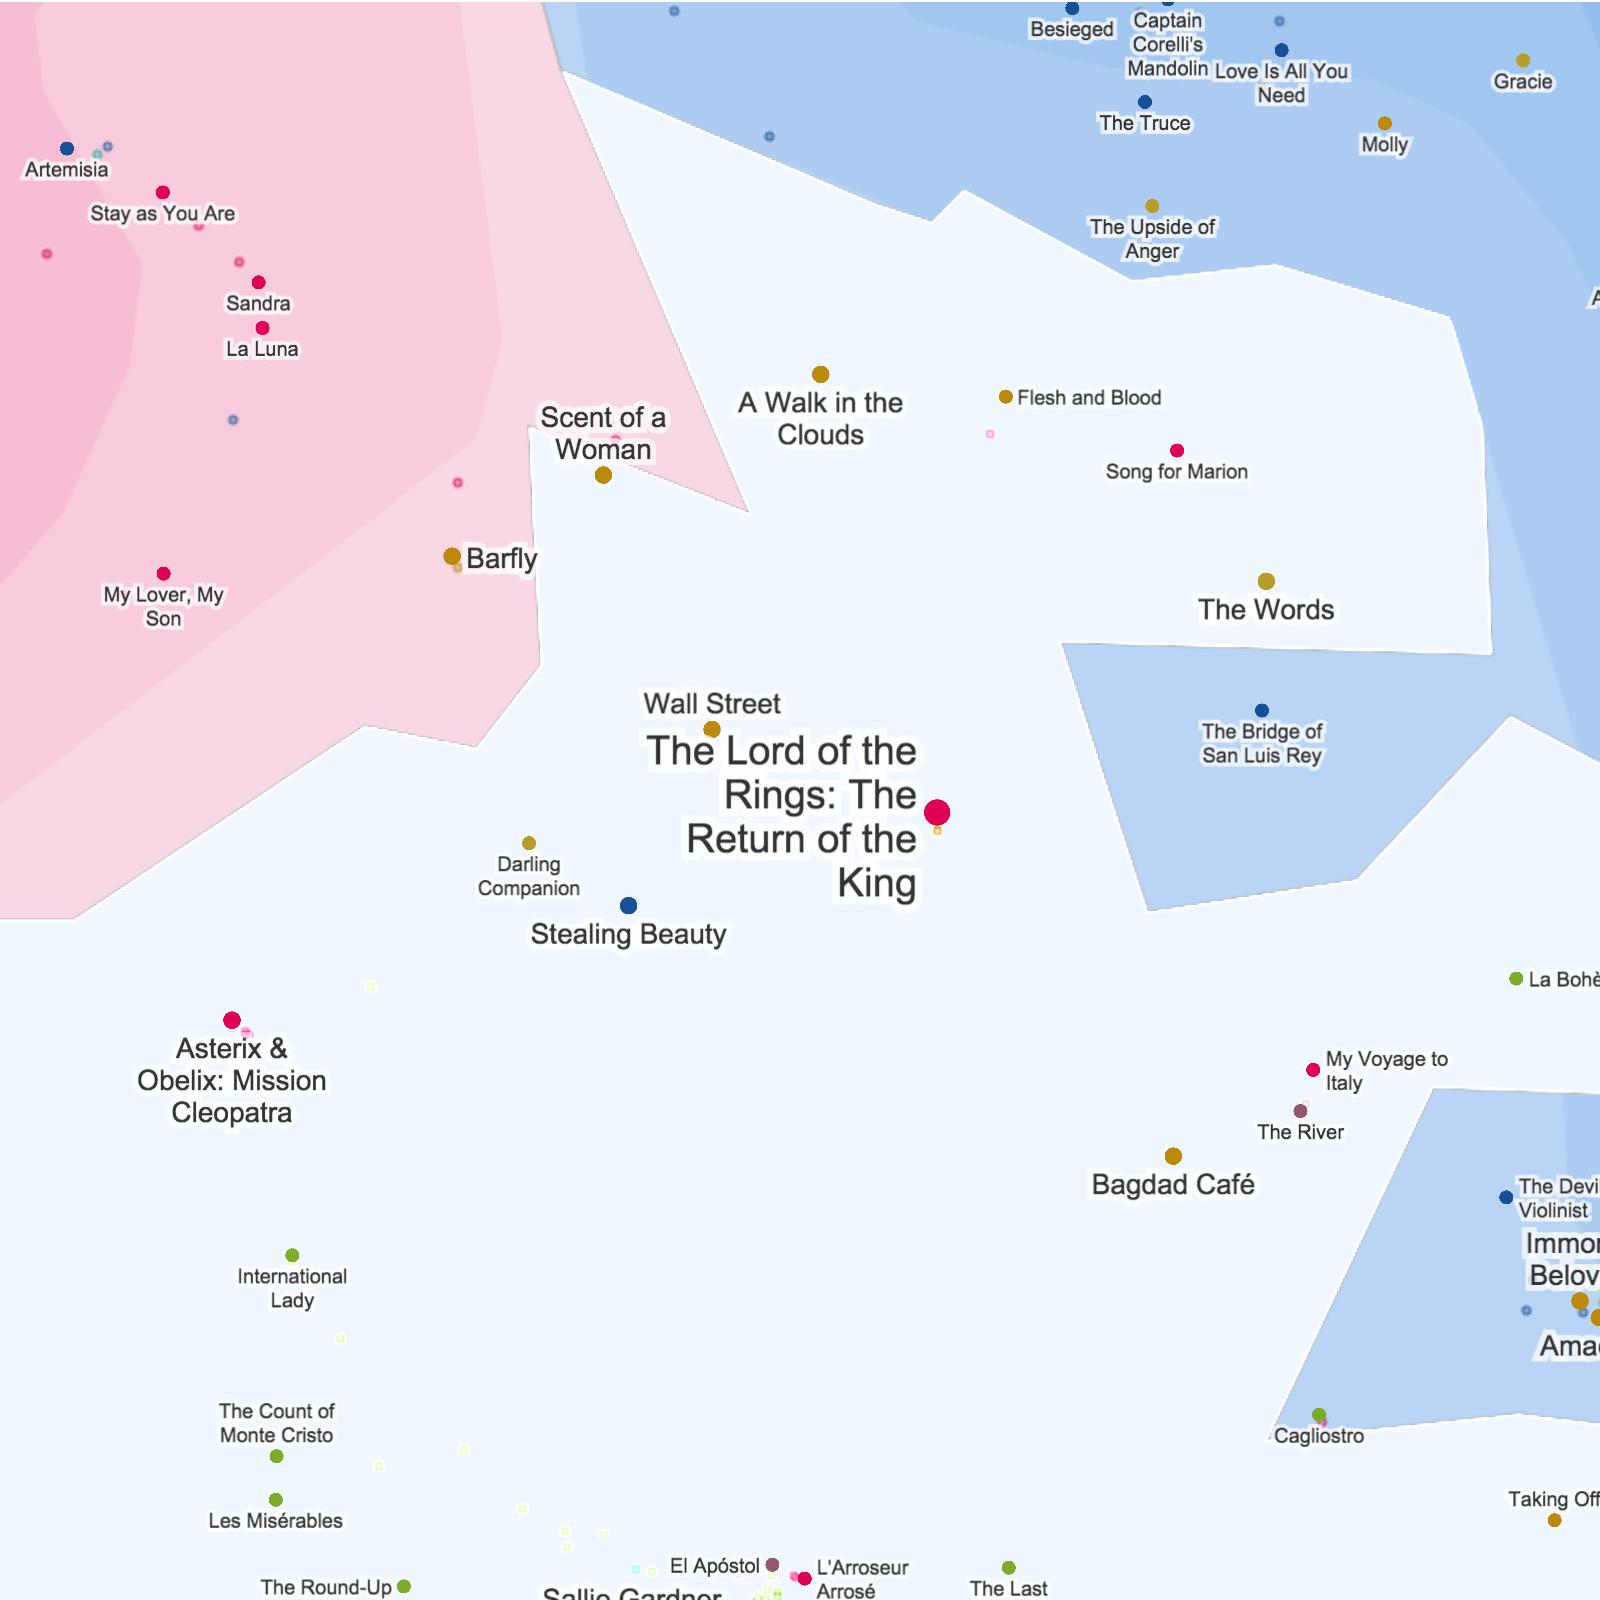 Besieged
Captain
Corelli's
Mandolin
Love Is All You
Need
Gracie
The Truce
Molly
Artemisia
Stay as You Are
The Upside of
Anger
Sandra
La Luna
A Walk in the
Clouds
Flesh and Blood
Scent of a
Woman
Song for Marion
Barfly
My Lover, My
Son
The Words
Wall Street
The Bridge of
San Luis Rey
The Lord of the
Rings: The
Return of the
King
Darling
Companion
Stealing Beauty
La Bohè
Asterix &
Obelix: Mission
Cleopatra
My Voyage to
Italy
The River
Bagdad Café
The Devi
Violinist
Immor
Belov
International
Lady
Ama
The Count of
Monte Cristo
Cagliostro
Les Misérables
Taking Off
El Apóstol
L'Arroseur
Arrosé
The Round-Up
The Last
Sallie Gardner